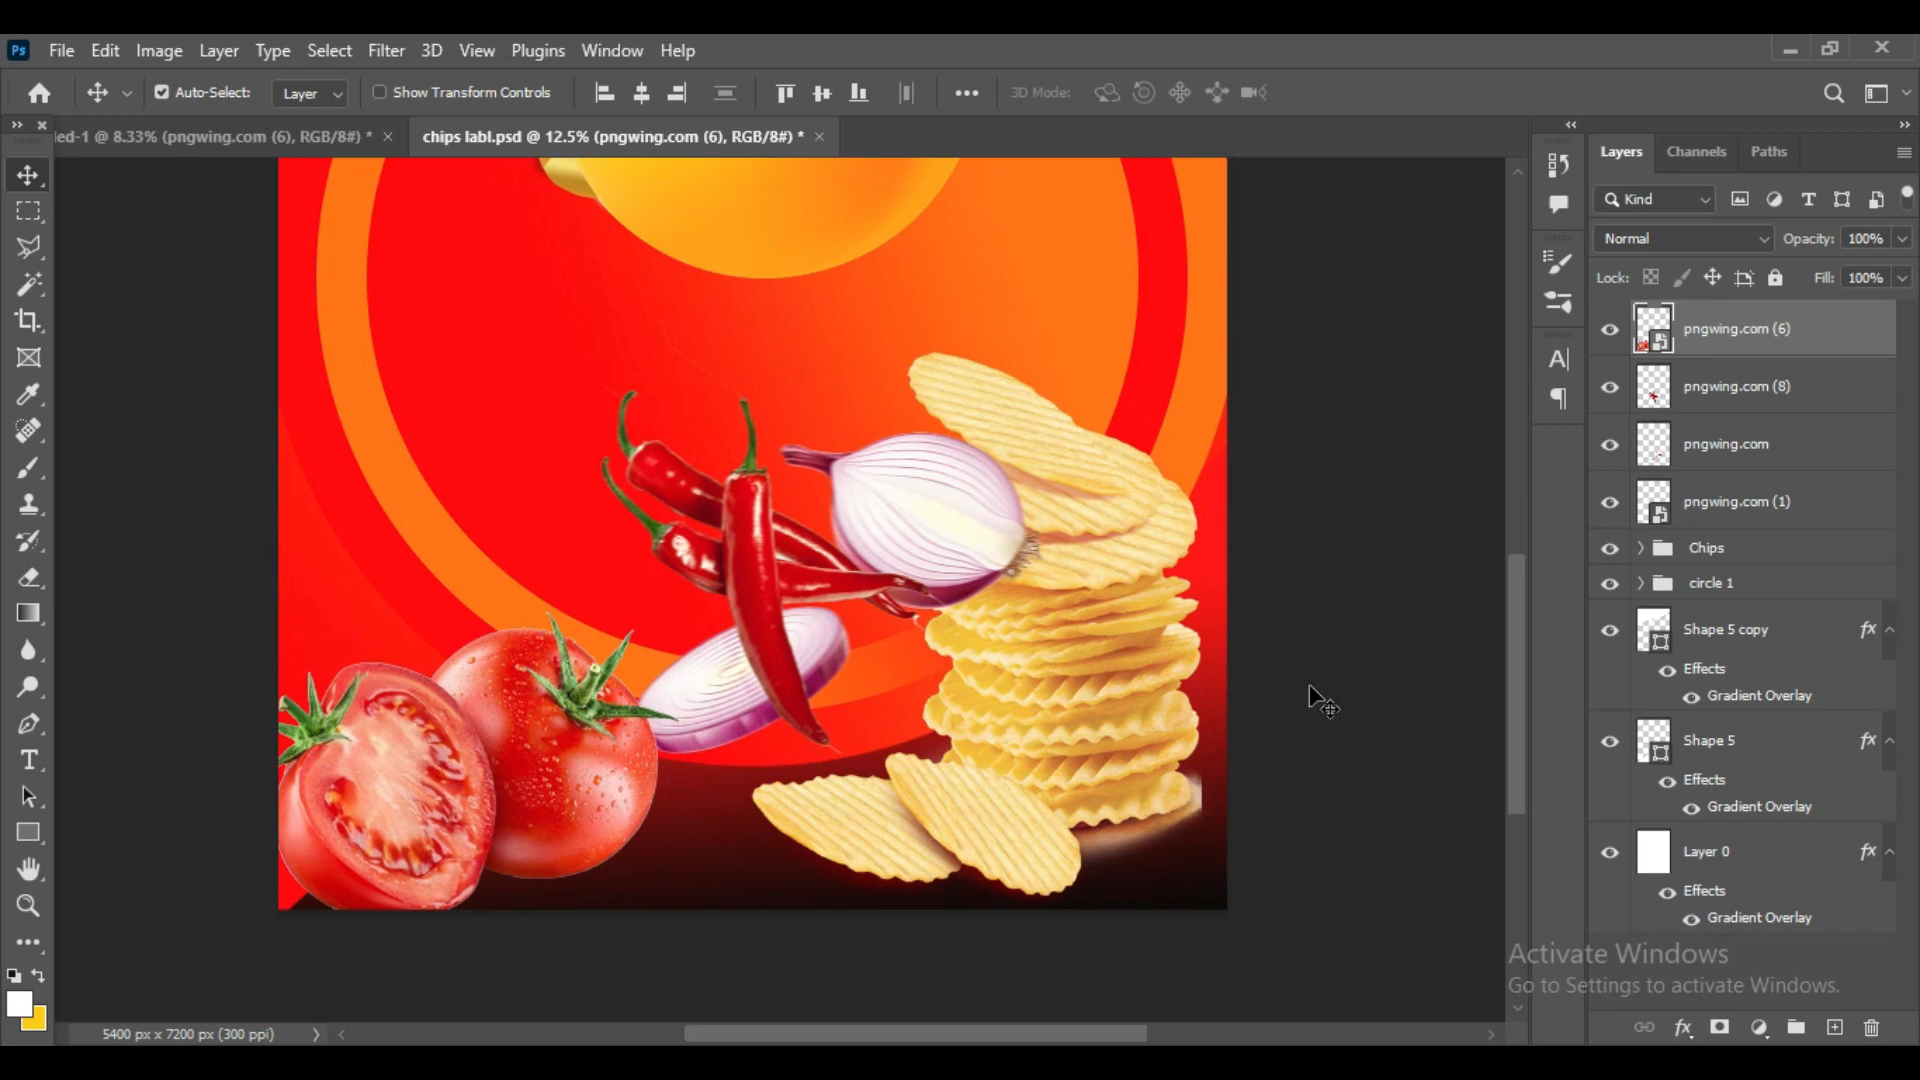 Ps File Edit Image Layer Type Select Filter 3D View Plugins Window Help
Auto-Select: Layer Show Transform Controls 3D Mode:
led-1 @ 8.33% (pngwing.com (6), RGB/8#) * chips labl.psd @ 12.5% (pngwing.com (6), RGB/8#) *
Layers Channels Paths
Kind
Normal Opacity: 100%
Lock: Fill: 100%
pngwing.com (6)
pngwing.com (8)
pngwing.com
pngwing.com (1)
Chips
circle 1
Shape 5 copy fx
Effects
Gradient Overlay
Shape 5 fx
Effects
Gradient Overlay
Layer 0 fx
Effects
Gradient Overlay
Activate Windows
Go to Settings to activate Windows.
5400 px x 7200 px (300 ppi)